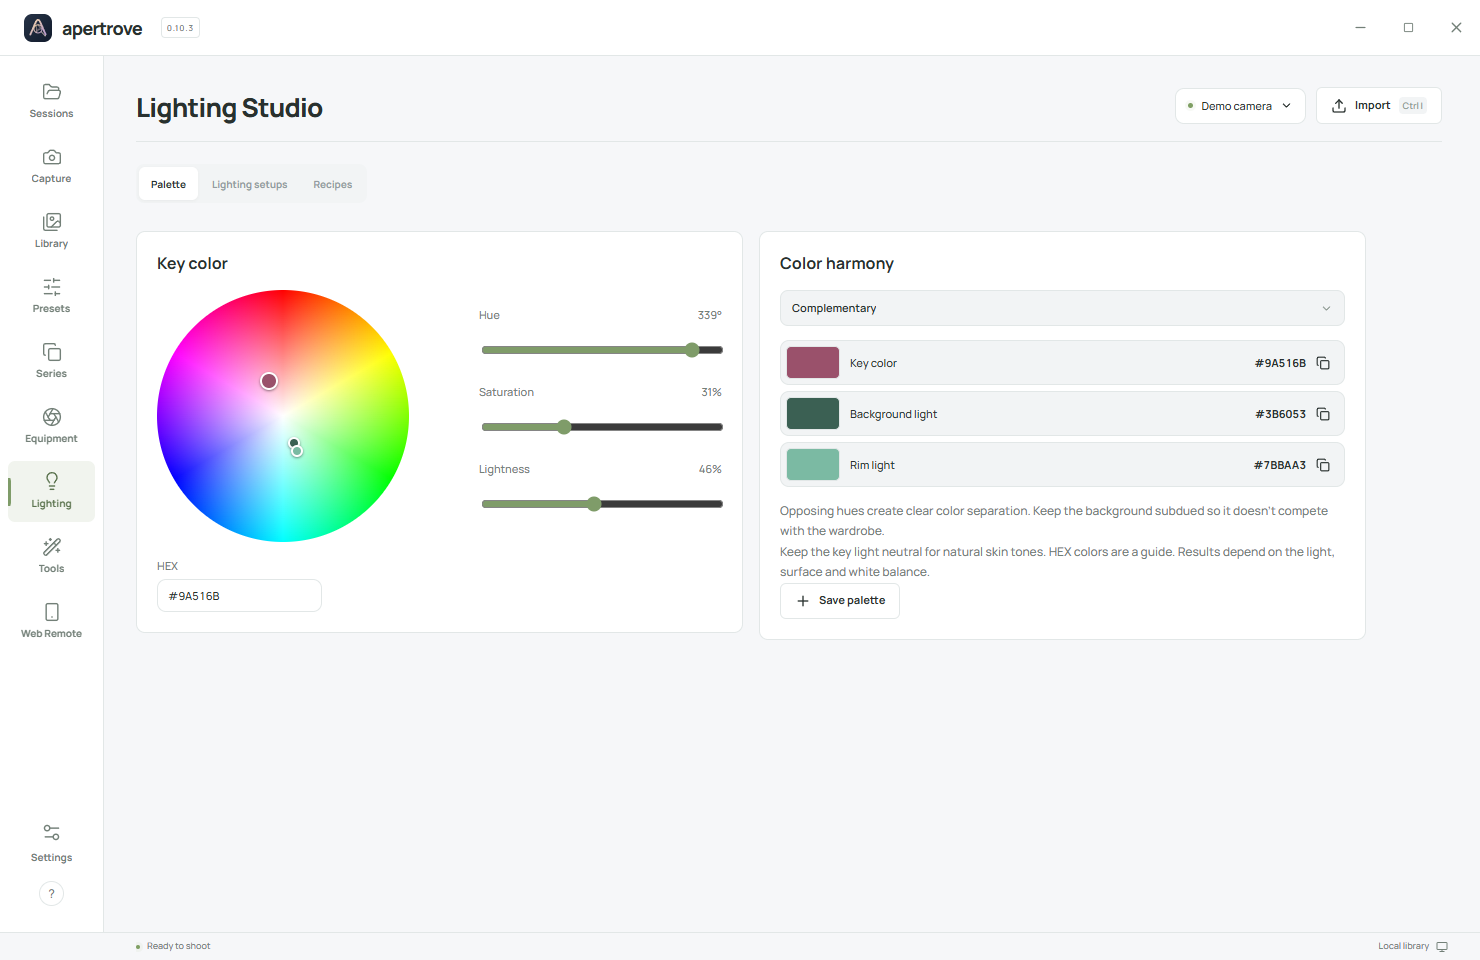 apertrove
0.10.3
Sessions
Capture
Library
Presets
Series
Equipment
Lighting
Tools
Web Remote
Settings
?
Lighting Studio
Demo camera
Import
Ctrl I
Palette
Lighting setups
Recipes
Key color
Hue
339°
Saturation
31%
Lightness
46%
HEX
#9A516B
Color harmony
Complementary
Key color
#9A516B
Background light
#3B6053
Rim light
#7BBAA3
Opposing hues create clear color separation. Keep the background subdued so it doesn't compete
with the wardrobe.
Keep the key light neutral for natural skin tones. HEX colors are a guide. Results depend on the light,
surface and white balance.
Save palette
Ready to shoot
Local library